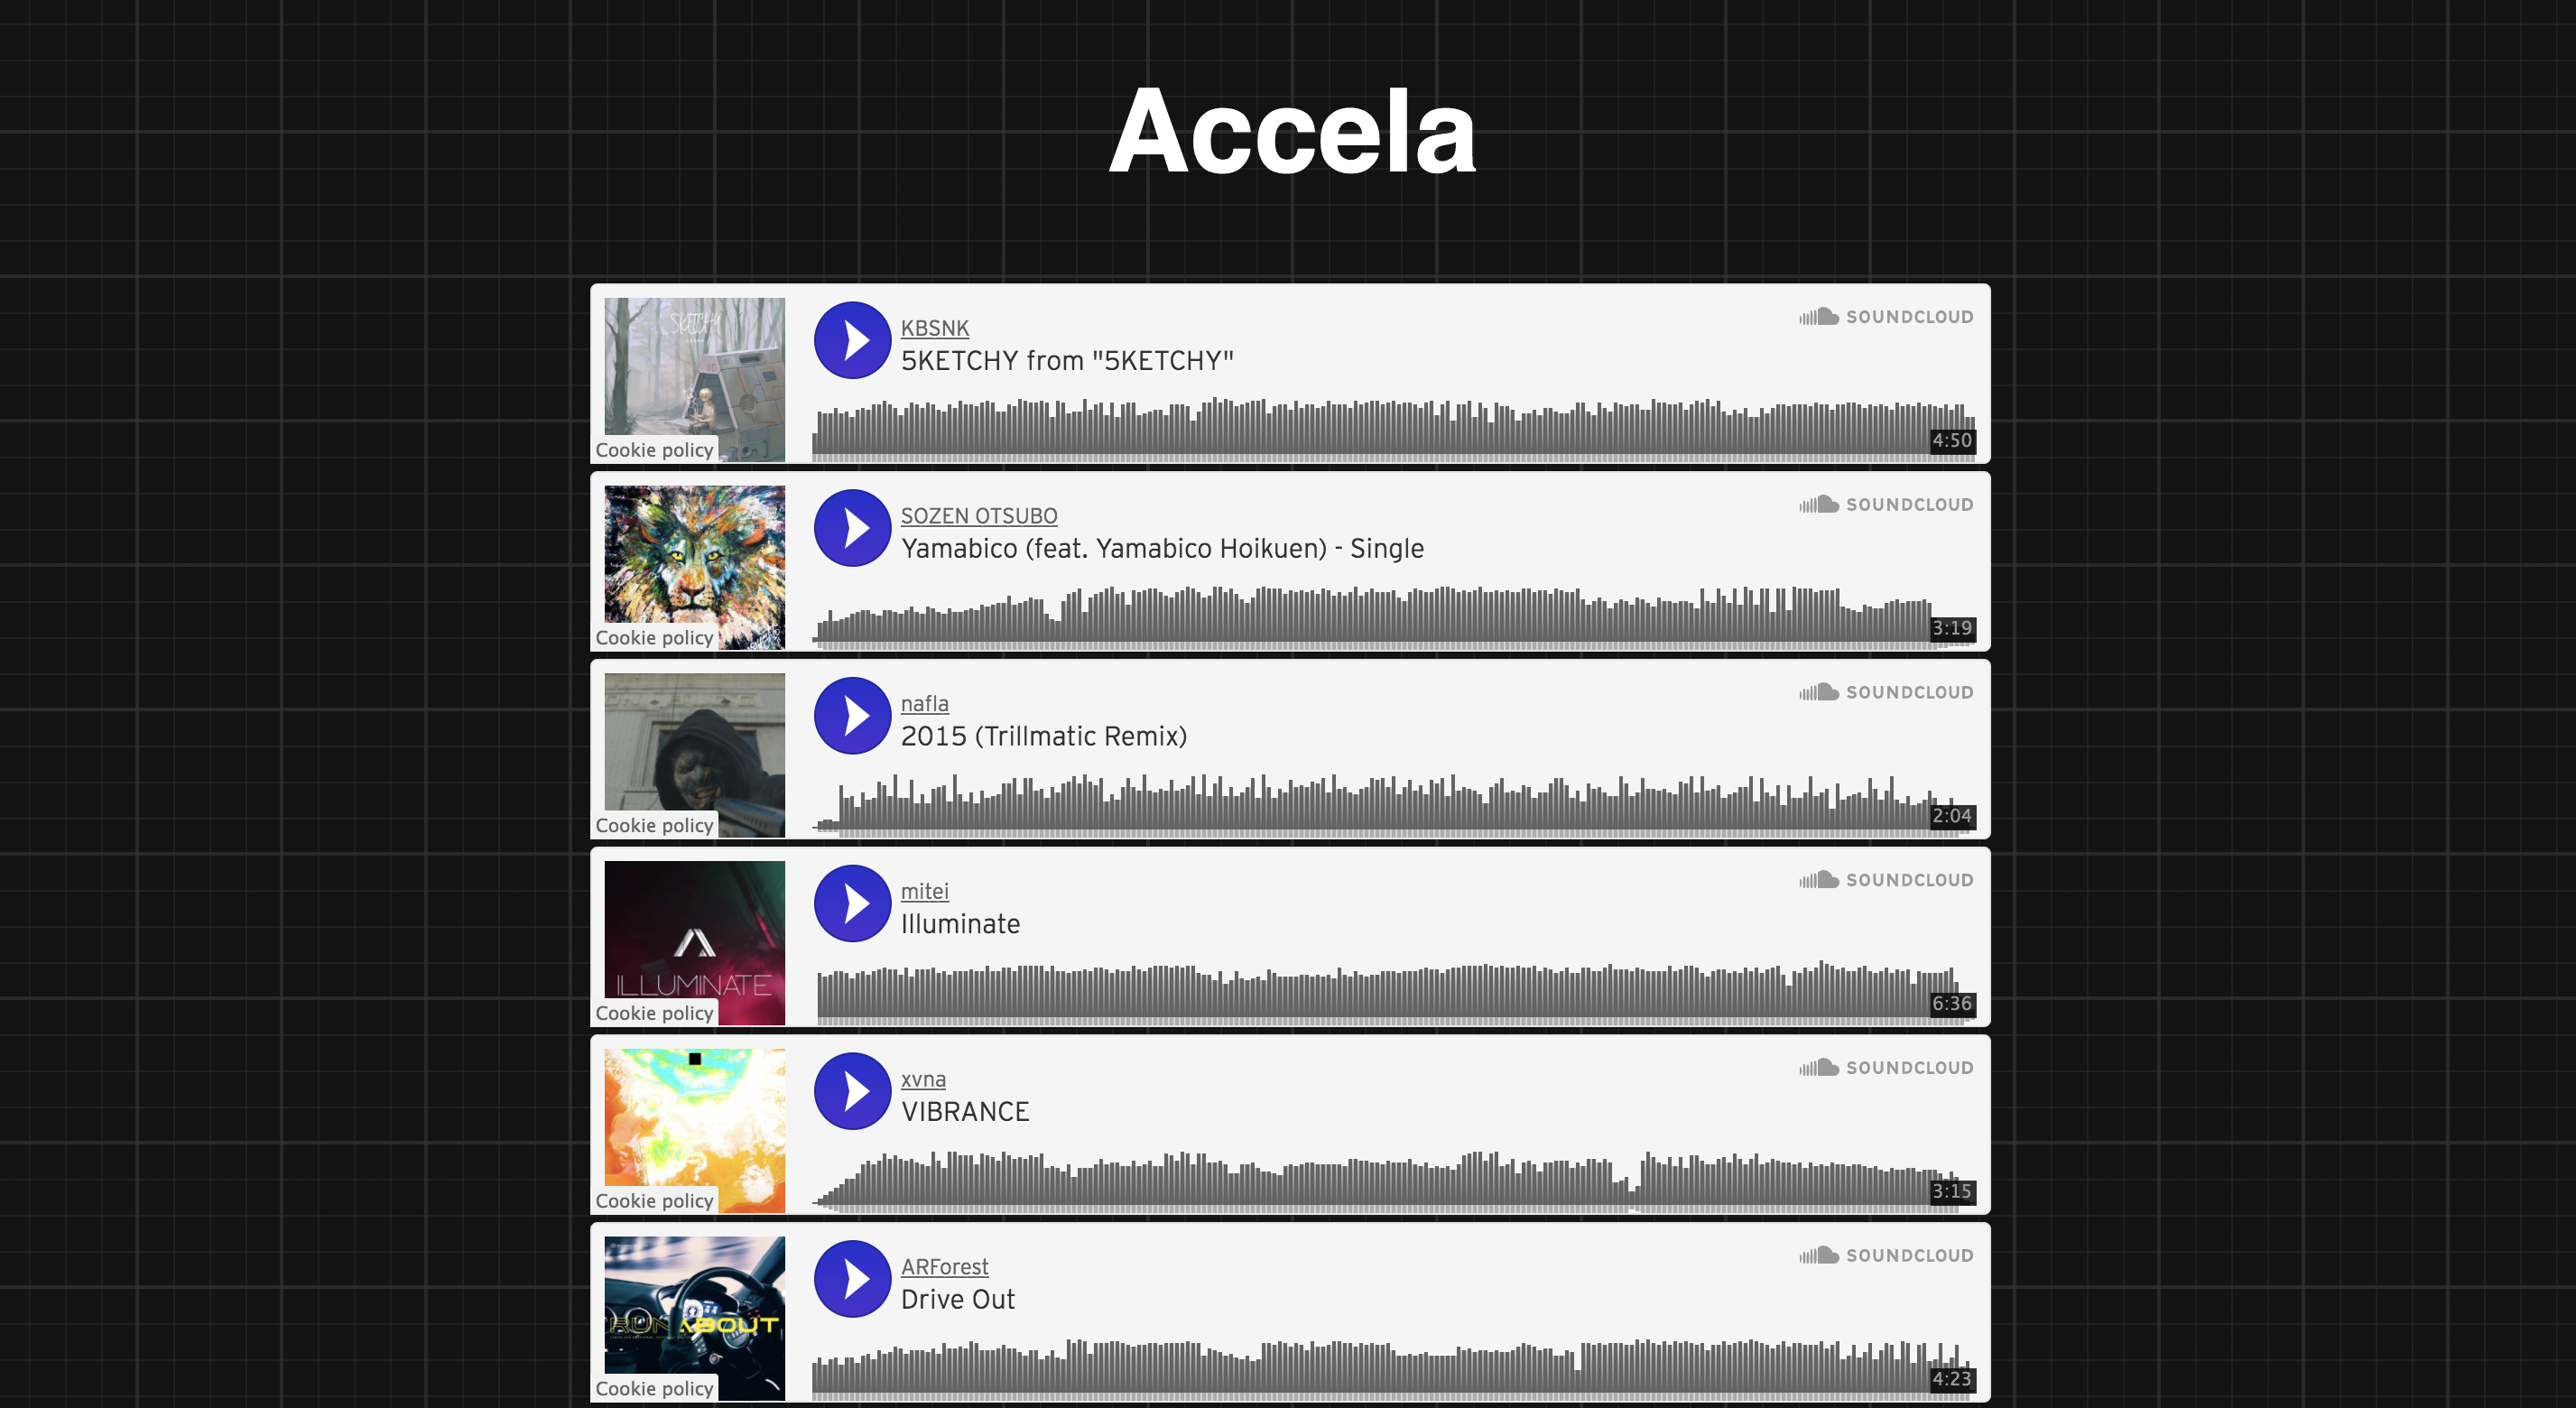 Accela
SKETCHY
KBSNK
5KETCHY from "5KETCHY"
SOUNDCLOUD
Cookie policy
4:50
SOZEN OTSUBO
Yamabico (feat. Yamabico Hoikuen) - Single
SOUNDCLOUD
Cookie policy
3:19
nafla
2015 (Trillmatic Remix)
SOUNDCLOUD
Cookie policy
2:04
mitei
Illuminate
SOUNDCLOUD
ILLUMINATE
Cookie policy
6:36
xvna
VIBRANCE
SOUNDCLOUD
Cookie policy
3:15
ARForest
Drive Out
SOUNDCLOUD
RUN ABOUT
Cookie policy
4:23